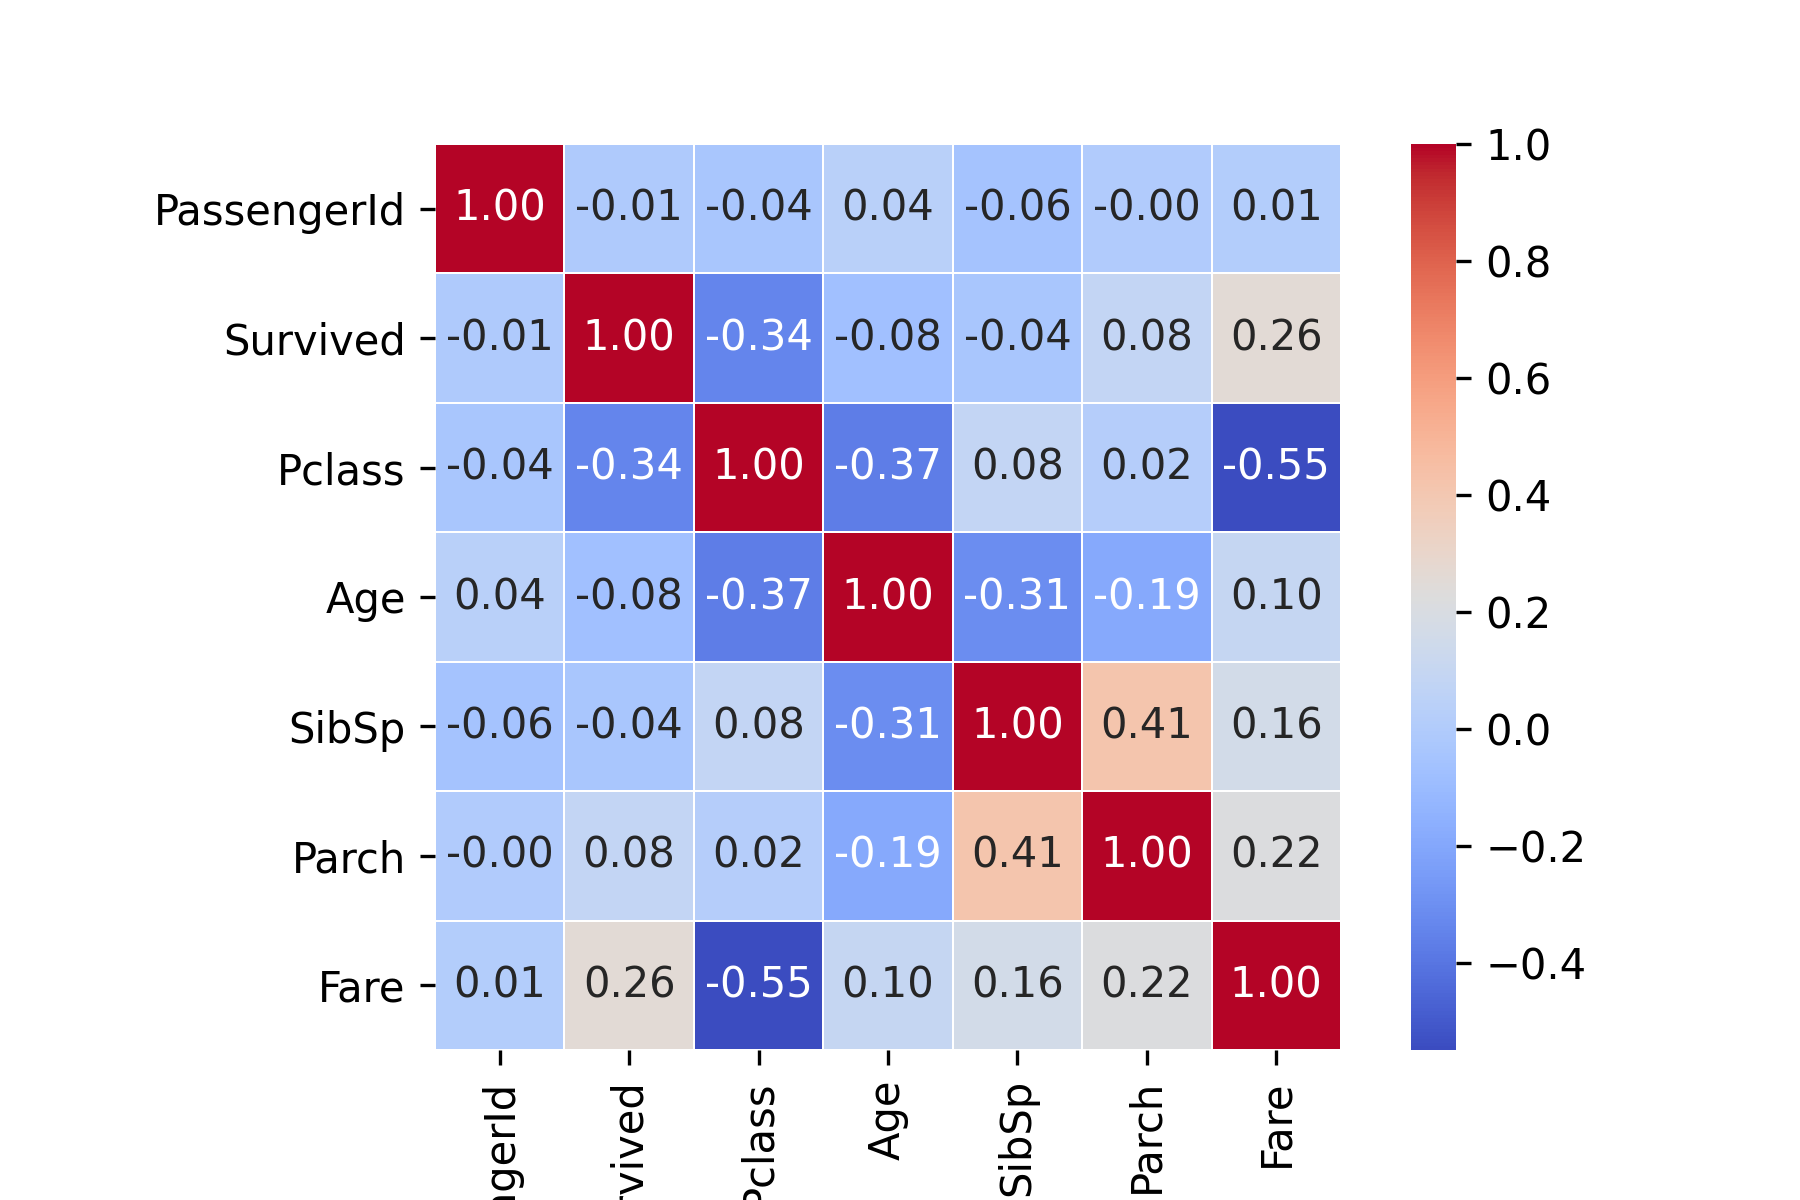 PassengerId 1.00 -0.01 -0.04 0.04 -0.06 -0.00 0.01
Survived -0.01 1.00 -0.34 -0.08 -0.04 0.08 0.26
Pclass -0.04 -0.34 1.00 -0.37 0.08 0.02 -0.55
Age 0.04 -0.08 -0.37 1.00 -0.31 -0.19 0.10
SibSp -0.06 -0.04 0.08 -0.31 1.00 0.41 0.16
Parch -0.00 0.08 0.02 -0.19 0.41 1.00 0.22
Fare 0.01 0.26 -0.55 0.10 0.16 0.22 1.00
ngerId
rvived
Pclass
Age
SibSp
Parch
Fare
1.0
0.8
0.6
0.4
0.2
0.0
−0.2
−0.4